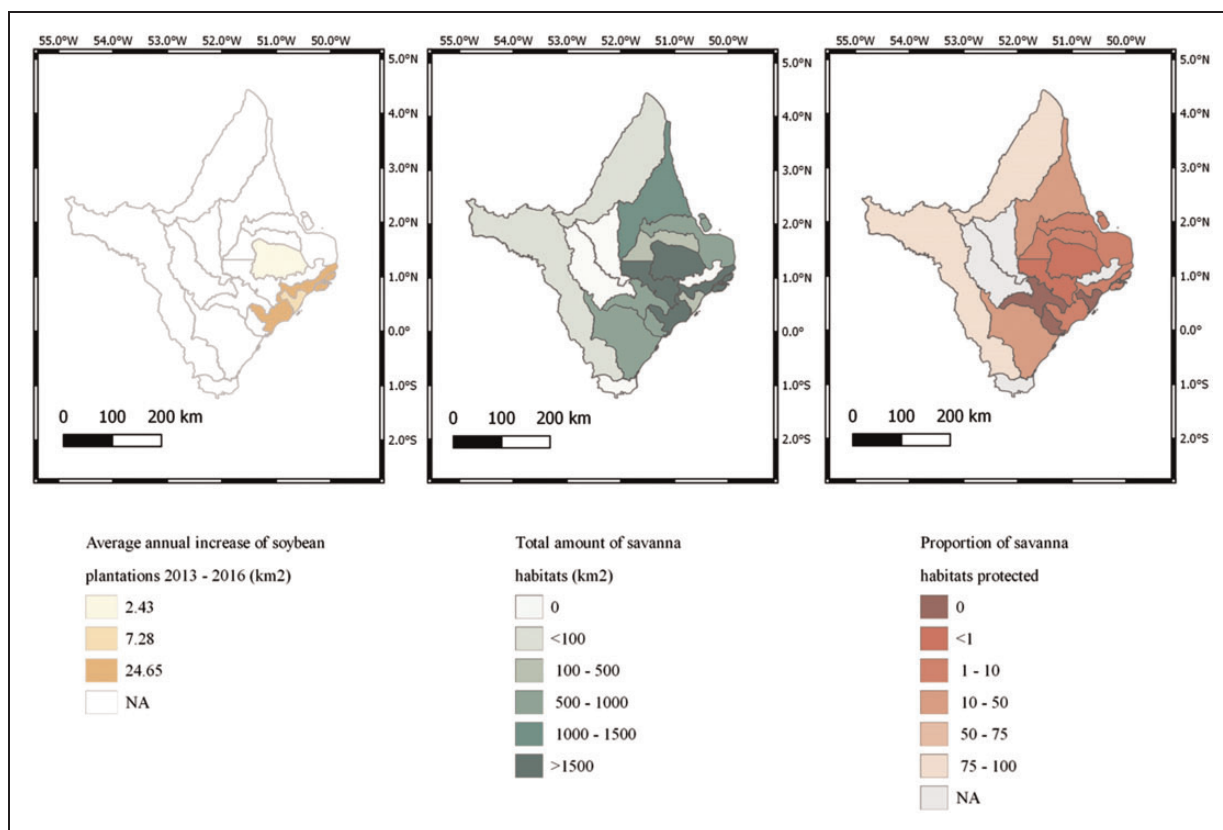 55.0°W 54.0°W 53.0°W 52.0°W 51.0°W 50.0°W
5.0°N
4.0°N
3.0°N
2.0°N
1.0°N
0.0°
1.0°S
2.0°S
0 100 200 km
55.0°W 54.0°W 53.0°W 52.0°W 51.0°W 50.0°W
5.0°N
4.0°N
3.0°N
2.0°N
1.0°N
0.0°
1.0°S
2.0°S
0 100 200 km
55.0°W 54.0°W 53.0°W 52.0°W 51.0°W 50.0°W
5.0°N
4.0°N
3.0°N
2.0°N
1.0°N
0.0°
1.0°S
2.0°S
0 100 200 km
Average annual increase of soybean
plantations 2013 - 2016 (km2)
2.43
7.28
24.65
NA
Total amount of savanna
habitats (km2)
0
<100
100 - 500
500 - 1000
1000 - 1500
>1500
Proportion of savanna
habitats protected
0
<1
1 - 10
10 - 50
50 - 75
75 - 100
NA